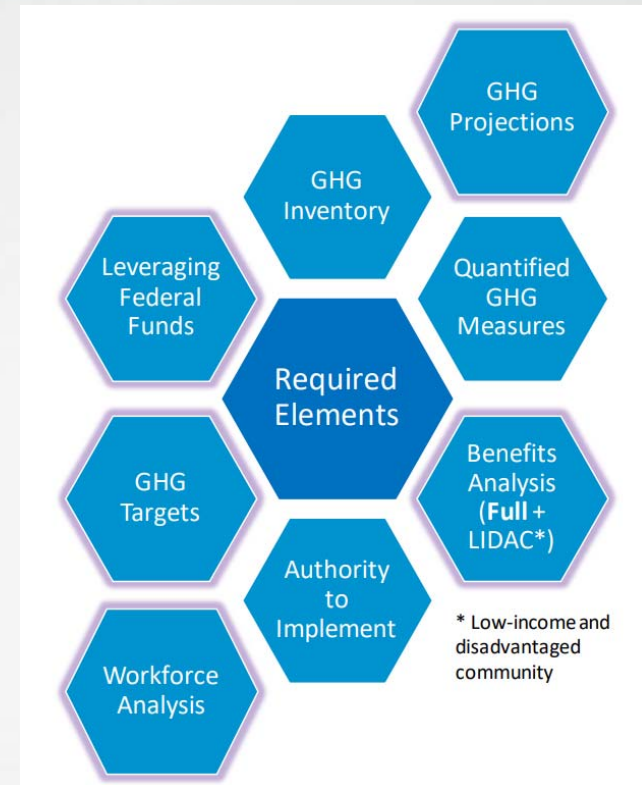 GHG
Projections
GHG
Inventory
Leveraging
Federal
Funds
Quantified
GHG
Measures
Required
Elements
GHG
Targets
Benefits
Analysis
(Full +
LIDAC*)
Authority
to
Implement
* Low-income and
disadvantaged
community
Workforce
Analysis